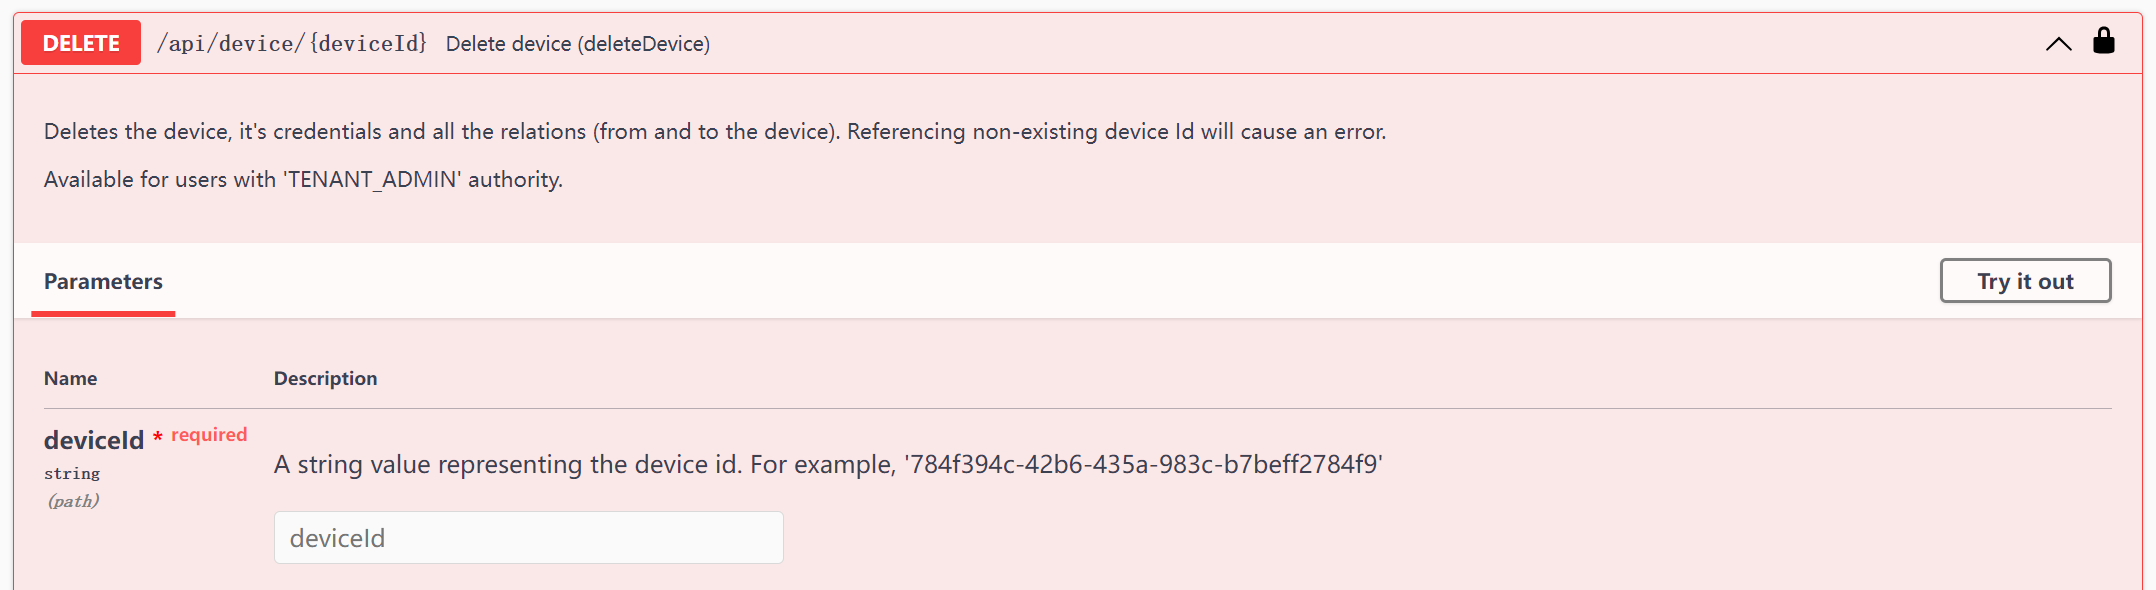 DELETE /api/device/{deviceId} Delete device (deleteDevice)
Deletes the device, it's credentials and all the relations (from and to the device). Referencing non-existing device Id will cause an error.
Available for users with 'TENANT_ADMIN' authority.
Parameters Try it out
Name Description
deviceId * required
A string value representing the device id. For example, '784f394c-42b6-435a-983c-b7beff2784f9'
string
(path)
deviceId